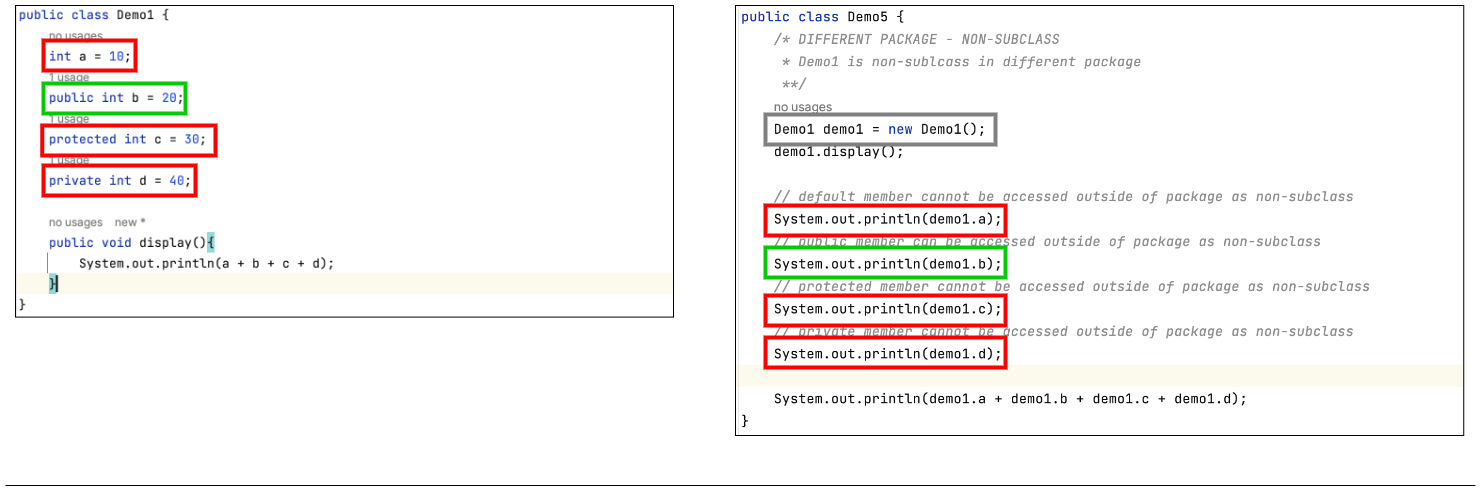 public class Demo1 {
no usages
int a = 10;
1 usage
public int b = 20;
1 usage
protected int c = 30;
1 usage
private int d = 40;
no usages new *
public void display(){
System.out.println(a + b + c + d);
}
}
public class Demo5 {
/* DIFFERENT PACKAGE - NON-SUBCLASS
* Demo1 is non-sublcass in different package
**/
no usages
Demo1 demo1 = new Demo1();
demo1.display();
// default member cannot be accessed outside of package as non-subclass
System.out.println(demo1.a);
// public member can be accessed outside of package as non-subclass
System.out.println(demo1.b);
// protected member cannot be accessed outside of package as non-subclass
System.out.println(demo1.c);
// private member cannot be accessed outside of package as non-subclass
System.out.println(demo1.d);
System.out.println(demo1.a + demo1.b + demo1.c + demo1.d);
}